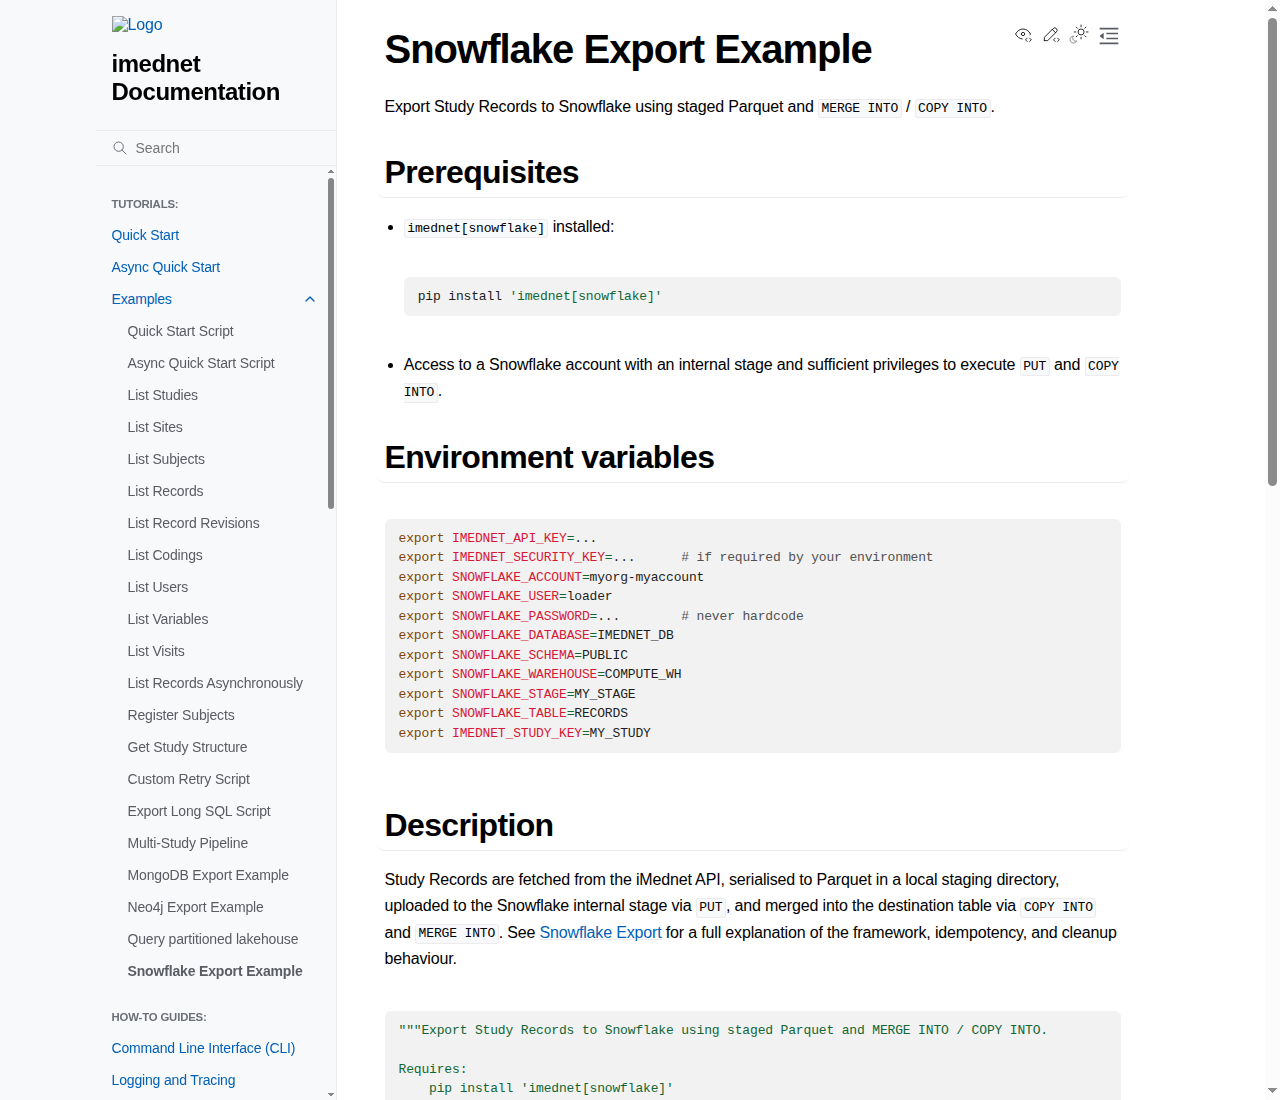 Logo
imednet
Documentation
Search
TUTORIALS:
Quick Start
Async Quick Start
Examples
Quick Start Script
Async Quick Start Script
List Studies
List Sites
List Subjects
List Records
List Record Revisions
List Codings
List Users
List Variables
List Visits
List Records Asynchronously
Register Subjects
Get Study Structure
Custom Retry Script
Export Long SQL Script
Multi-Study Pipeline
MongoDB Export Example
Neo4j Export Example
Query partitioned lakehouse
Snowflake Export Example
HOW-TO GUIDES:
Command Line Interface (CLI)
Logging and Tracing
Snowflake Export Example
Export Study Records to Snowflake using staged Parquet and MERGE INTO / COPY INTO.
Prerequisites
imednet[snowflake] installed:
pip install 'imednet[snowflake]'
Access to a Snowflake account with an internal stage and sufficient privileges to execute PUT and COPY
INTO.
Environment variables
export IMEDNET_API_KEY=...
export IMEDNET_SECURITY_KEY=...      # if required by your environment
export SNOWFLAKE_ACCOUNT=myorg-myaccount
export SNOWFLAKE_USER=loader
export SNOWFLAKE_PASSWORD=...        # never hardcode
export SNOWFLAKE_DATABASE=IMEDNET_DB
export SNOWFLAKE_SCHEMA=PUBLIC
export SNOWFLAKE_WAREHOUSE=COMPUTE_WH
export SNOWFLAKE_STAGE=MY_STAGE
export SNOWFLAKE_TABLE=RECORDS
export IMEDNET_STUDY_KEY=MY_STUDY
Description
Study Records are fetched from the iMednet API, serialised to Parquet in a local staging directory,
uploaded to the Snowflake internal stage via PUT, and merged into the destination table via COPY INTO
and MERGE INTO. See Snowflake Export for a full explanation of the framework, idempotency, and cleanup
behaviour.
"""Export Study Records to Snowflake using staged Parquet and MERGE INTO / COPY INTO.
Requires:
pip install 'imednet[snowflake]'